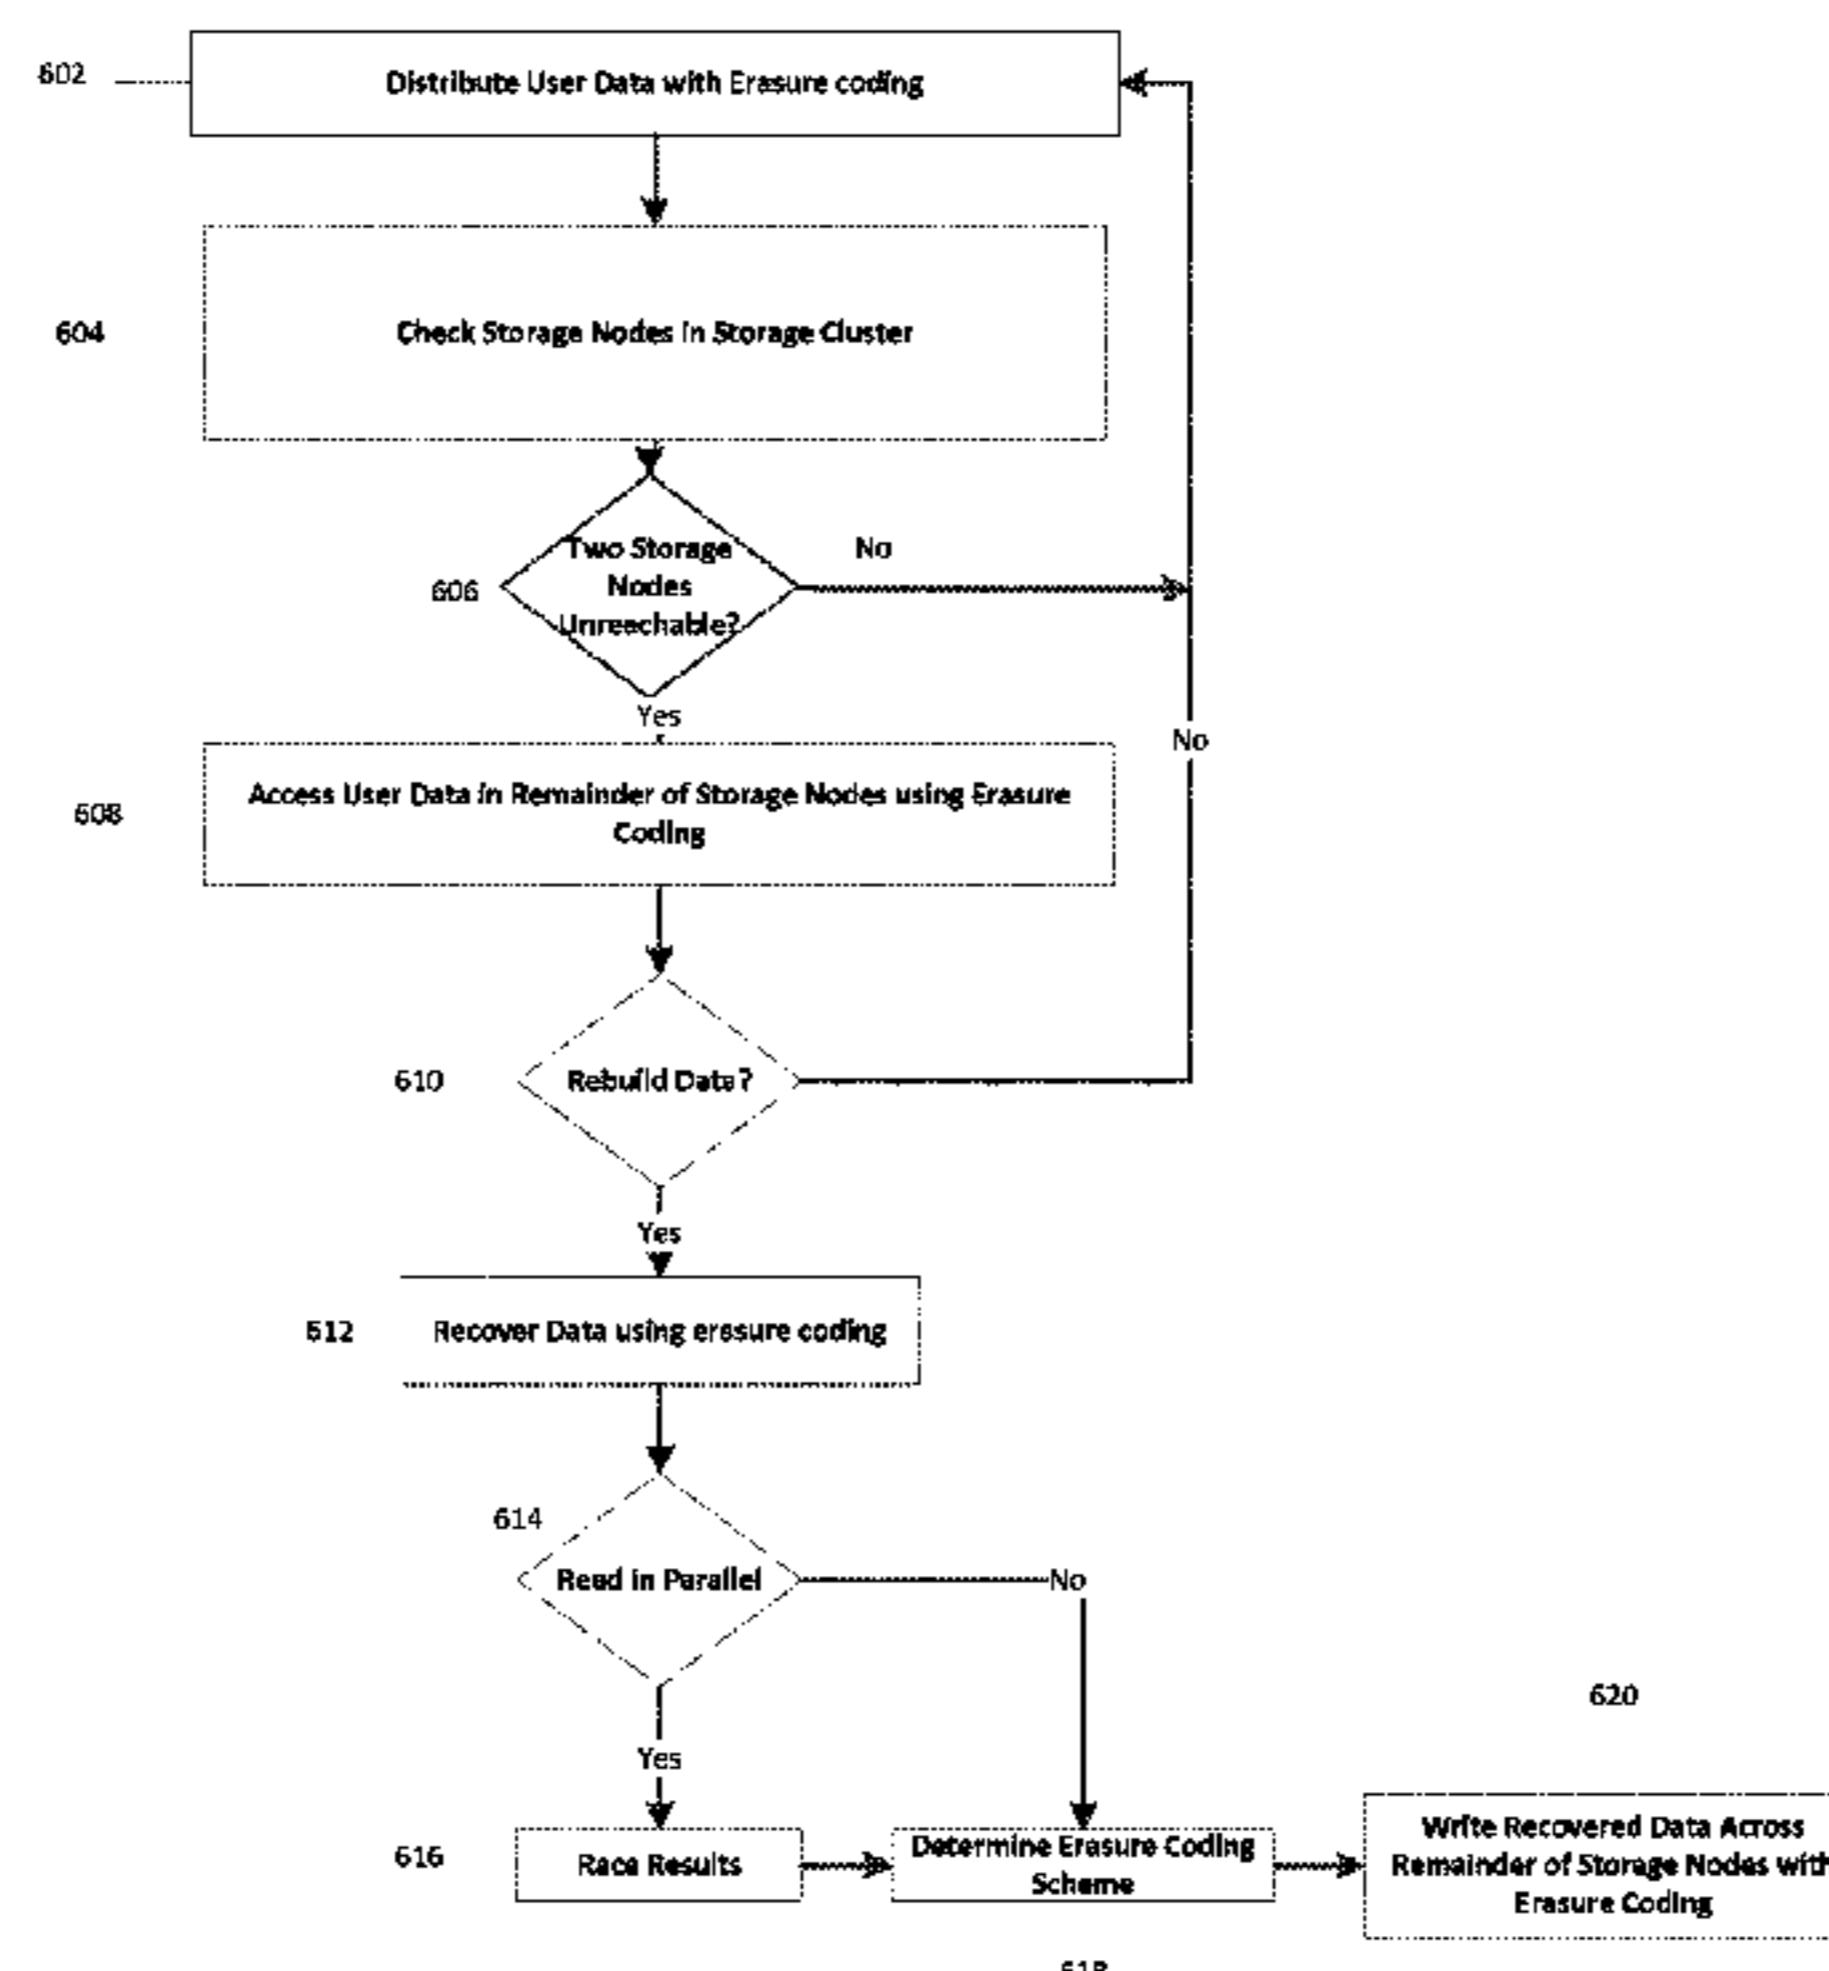 602
Distribute User Data with Erasure coding
604
Check Storage Nodes in Storage Cluster
606
Two Storage
Nodes
Unreachable?
No
Yes
No
608
Access User Data in Remainder of Storage Nodes using Erasure
Coding
610
Rebuild Data?
Yes
612
Recover Data using erasure coding
614
Read in Parallel
No
Yes
620
616
Race Results
Determine Erasure Coding
Scheme
Write Recovered Data Across
Remainder of Storage Nodes with
Erasure Coding
618